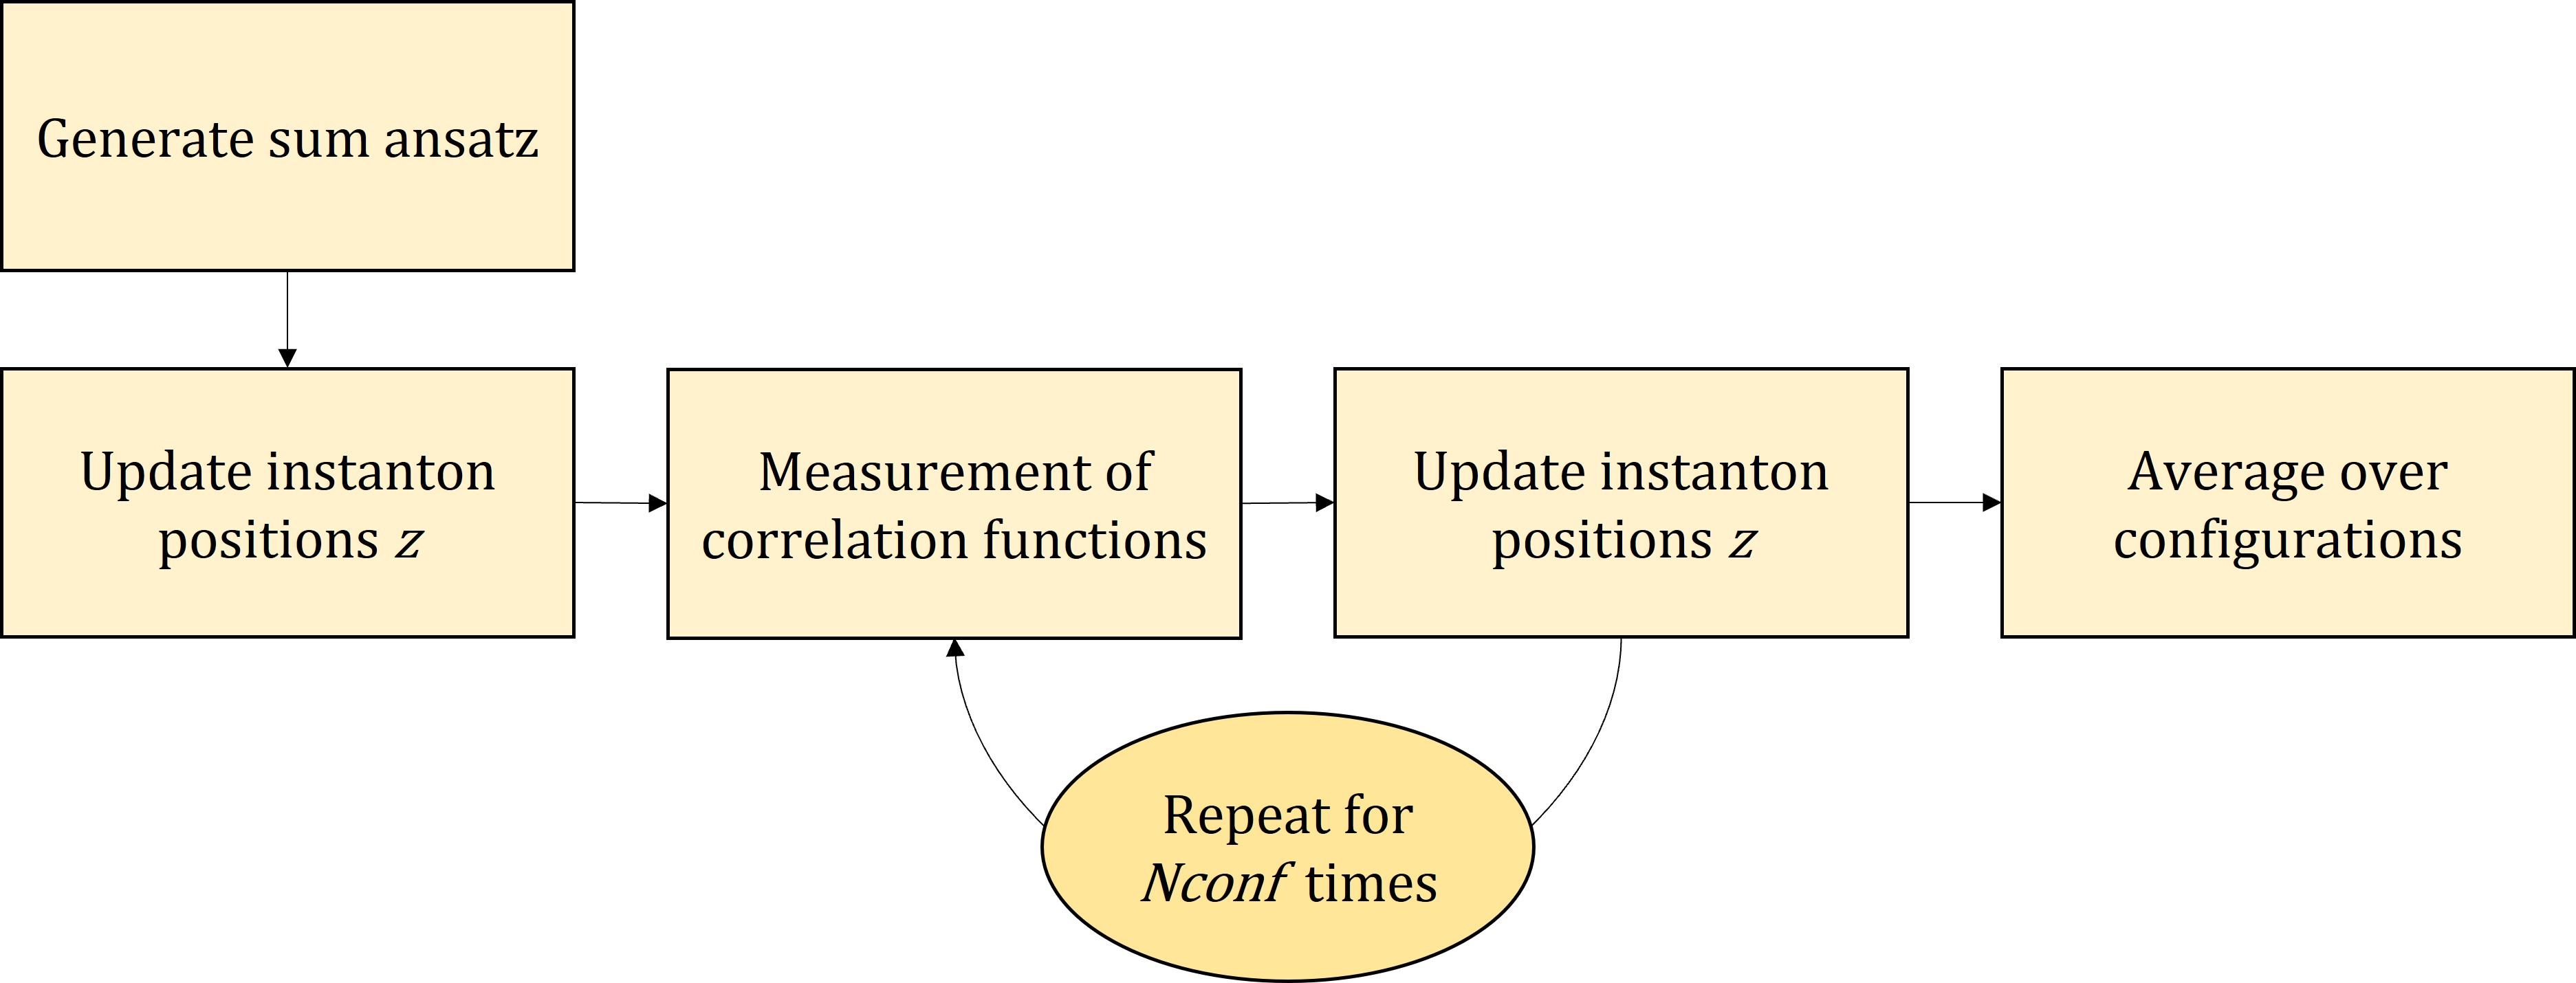 Generate sum ansatz
Update instanton
positions z
Measurement of
correlation functions
Update instanton
positions z
Average over
configurations
Repeat for
Nconf times